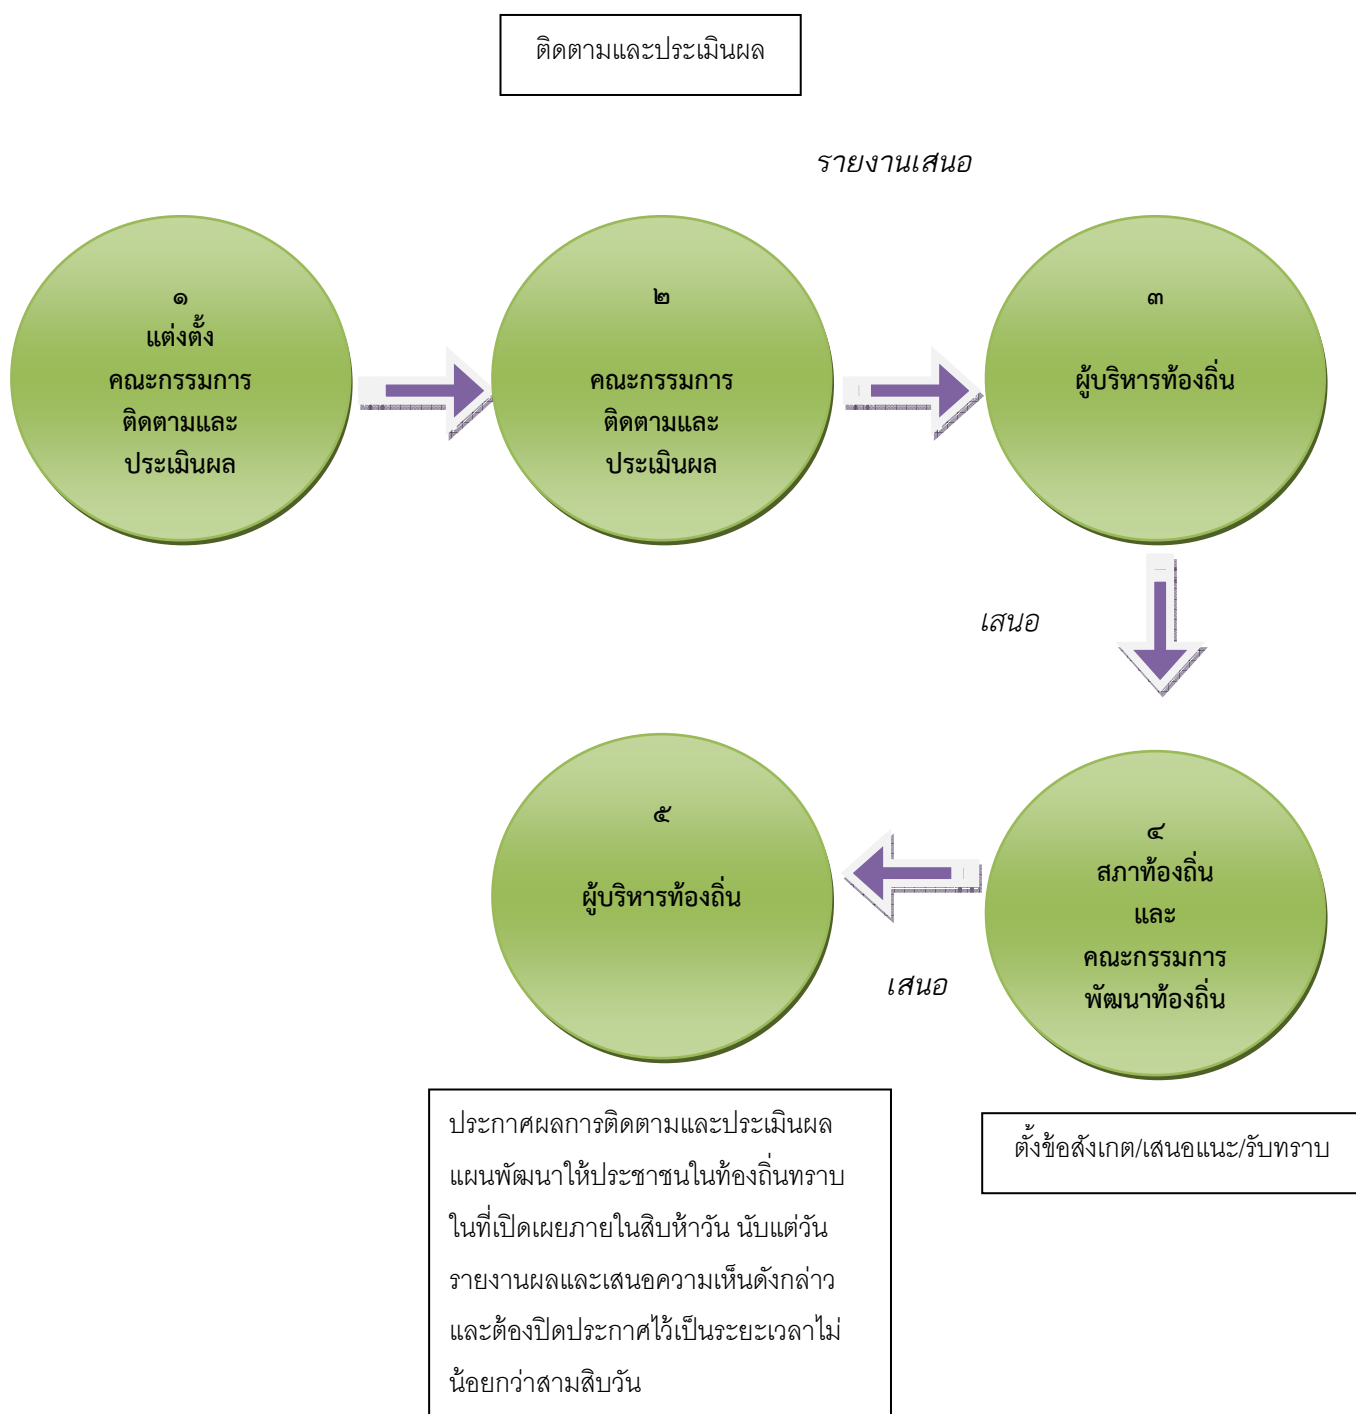 ติดตามและประเมินผล
รายงานเสนอ
๑
แต่งตั้ง
คณะกรรมการ
ติดตามและ
ประเมินผล
๒
คณะกรรมการ
ติดตามและ
ประเมินผล
๓
ผู้บริหารท้องถิ่น
เสนอ
๔
สภาท้องถิ่น
และ
คณะกรรมการ
พัฒนาท้องถิ่น
ตั้งข้อสังเกต/เสนอแนะ/รับทราบ
เสนอ
๕
ผู้บริหารท้องถิ่น
ประกาศผลการติดตามและประเมินผล
แผนพัฒนาให้ประชาชนในท้องถิ่นทราบ
ในที่เปิดเผยภายในสิบห้าวัน นับแต่วัน
รายงานผลและเสนอความเห็นดังกล่าว
และต้องปิดประกาศไว้เป็นระยะเวลาไม่
น้อยกว่าสามสิบวัน